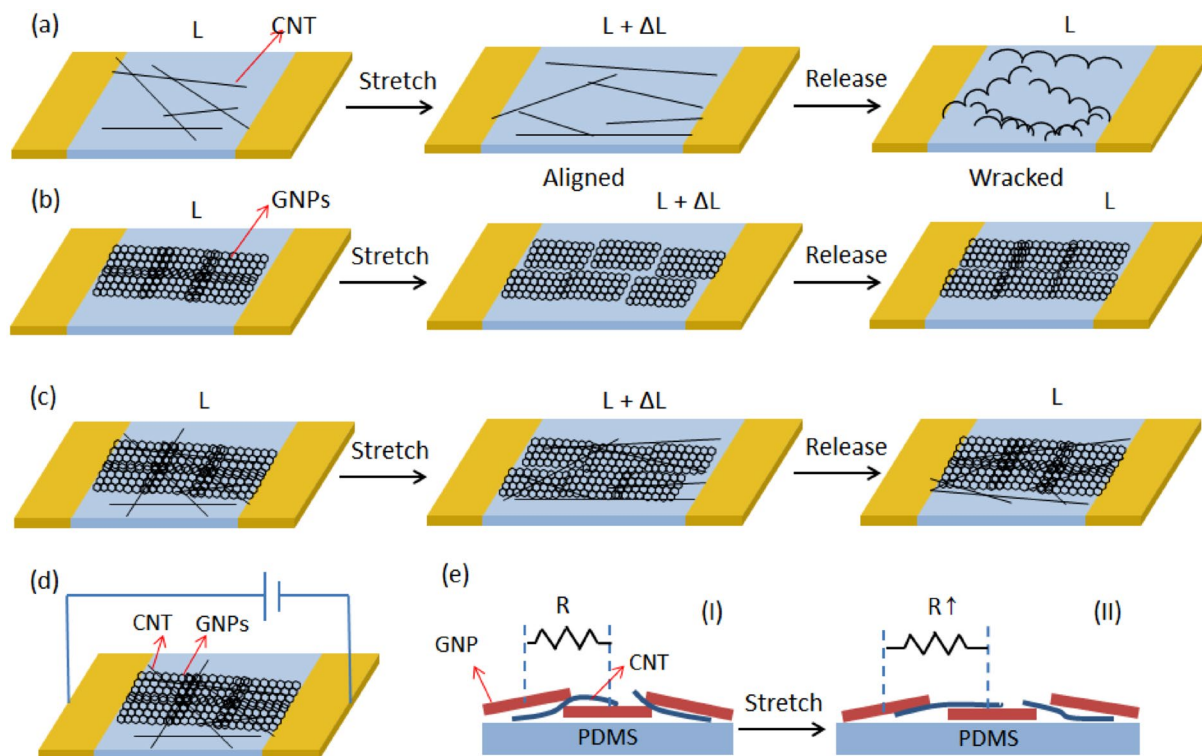 (a)
L
CNT
Stretch
L + ΔL
Release
L
Aligned
Wracked
(b)
L
GNPs
Stretch
L + ΔL
Release
L
(c)
L
Stretch
L + ΔL
Release
L
(d)
CNT
GNPs
(e)
R
(I)
GNP
CNT
PDMS
Stretch
R↑
(II)
PDMS